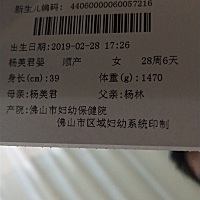 新生儿编码：44060000060057216
出生日期:2019-02-28 17:26
杨美君婴 顺产 女 28周6天
身长(cm):39 体重(g):1470
母亲:杨美君 父亲:杨林
产院:佛山市妇幼保健院
佛山市区域妇幼系统印制